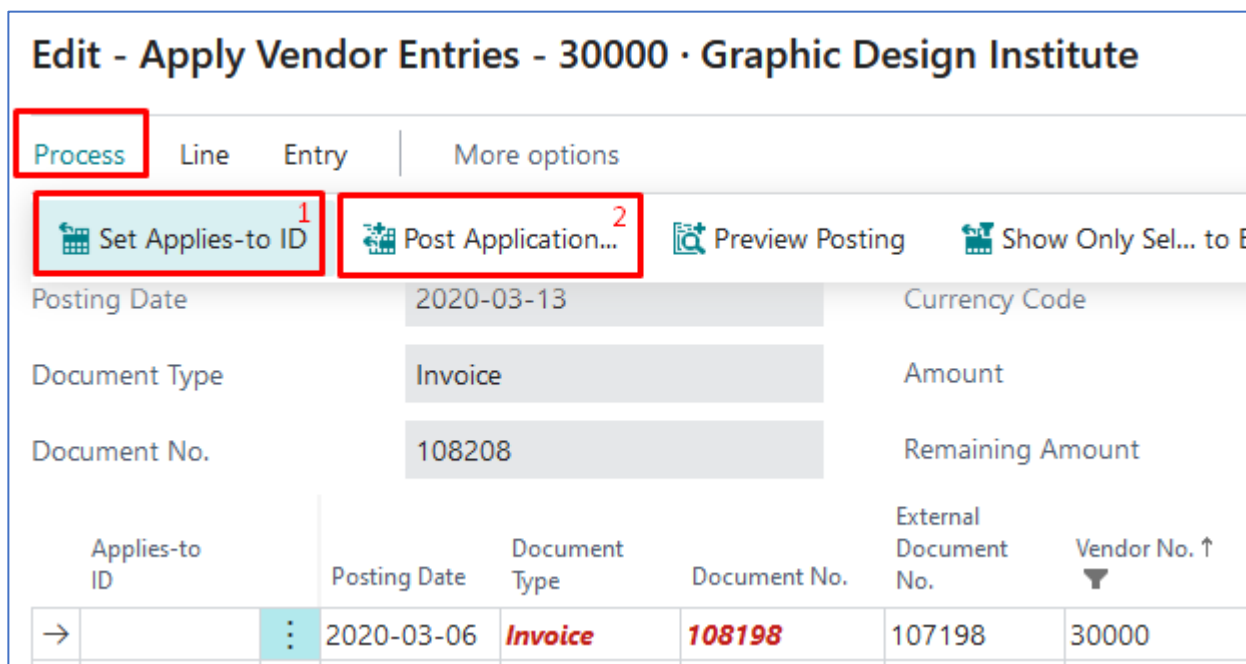 Edit - Apply Vendor Entries - 30000 · Graphic Design Institute
Process Line Entry More options
Set Applies-to ID 1 Post Application... 2 Preview Posting Show Only Sel... to E
Posting Date 2020-03-13 Currency Code
Document Type Invoice Amount
Document No. 108208 Remaining Amount
Applies-to ID Posting Date Document Type Document No. External Document No. Vendor No. ↑
→ ⋮ 2020-03-06 Invoice 108198 107198 30000